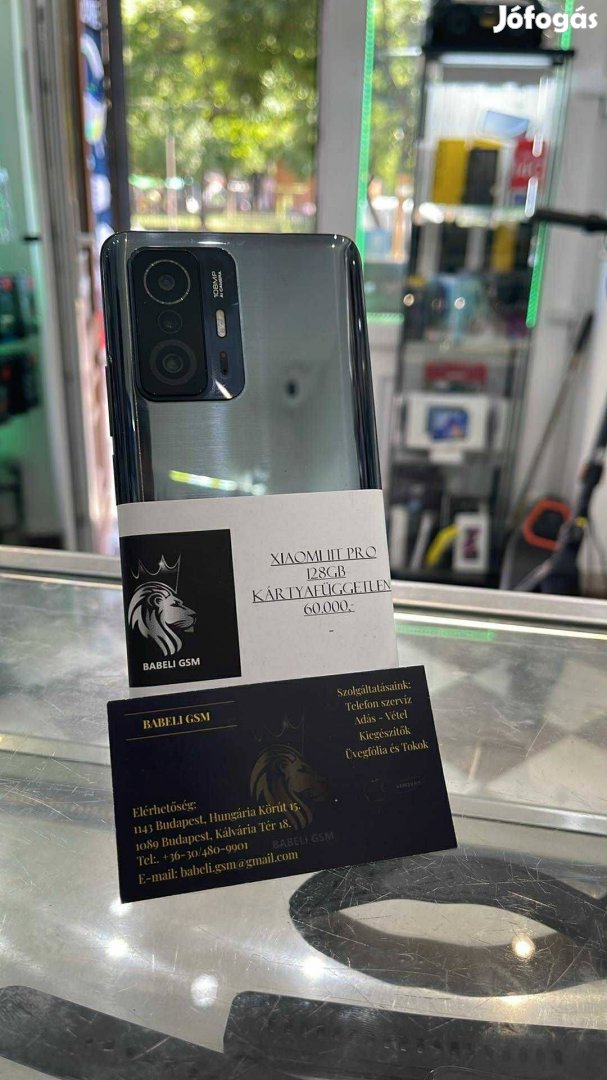 Jófogás
108MP
AI CAMERA
XIAOMI 11T PRO
128GB
KÁRTYAFÜGGETLEN
60.000,-
-
BABELI GSM
BABELI GSM
Szolgáltatásaink:
Telefon szerviz
Adás - Vétel
Kiegészítők
Üvegfólia és Tokok
Elérhetőség:
1143 Budapest, Hungária Körút 15.
1089 Budapest, Kálvária Tér 18.
Tel:. +36-30/480-9901
E-mail: babeli.gsm@gmail.com
BABELI GSM